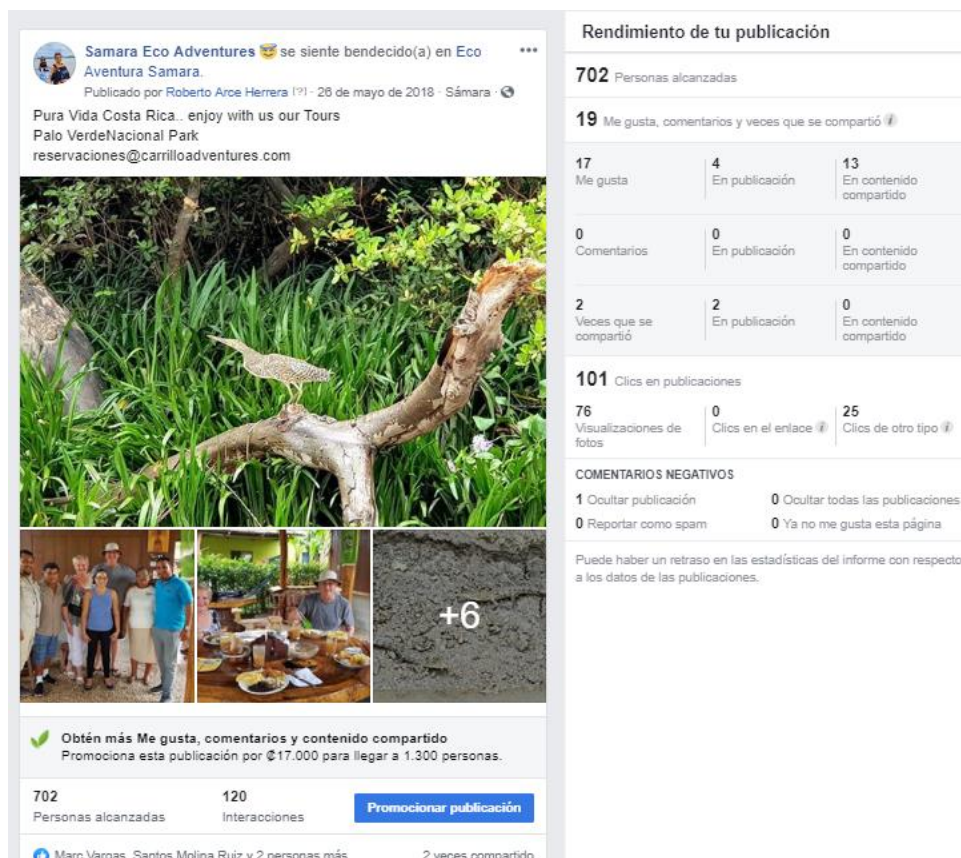 Samara Eco Adventures 😇 se siente bendecido(a) en Eco
Aventura Samara.
Publicado por Roberto Arce Herrera [?] · 26 de mayo de 2018 · Sámara ·
Pura Vida Costa Rica.. enjoy with us our Tours
Palo VerdeNacional Park
reservaciones@carrilloadventures.com
+6
Obtén más Me gusta, comentarios y contenido compartido
Promociona esta publicación por ₡17.000 para llegar a 1.300 personas.
702
Personas alcanzadas
120
Interacciones
Promocionar publicación
Marc Vargas, Santos Molina Ruiz y 2 personas más
2 veces compartido
Rendimiento de tu publicación
702 Personas alcanzadas
19 Me gusta, comentarios y veces que se compartió
17
Me gusta
4
En publicación
13
En contenido
compartido
0
Comentarios
0
En publicación
0
En contenido
compartido
2
Veces que se
compartió
2
En publicación
0
En contenido
compartido
101 Clics en publicaciones
76
Visualizaciones de
fotos
0
Clics en el enlace
25
Clics de otro tipo
COMENTARIOS NEGATIVOS
1 Ocultar publicación
0 Ocultar todas las publicaciones
0 Reportar como spam
0 Ya no me gusta esta página
Puede haber un retraso en las estadísticas del informe con respecto
a los datos de las publicaciones.